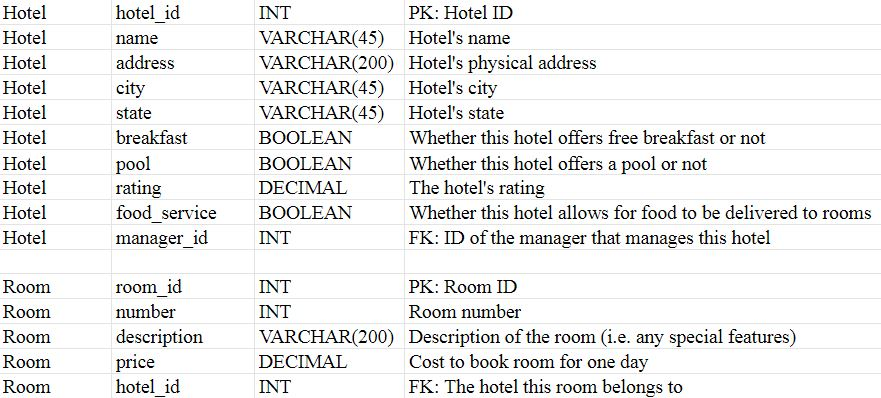 Hotel hotel_id INT PK: Hotel ID
Hotel name VARCHAR(45) Hotel's name
Hotel address VARCHAR(200) Hotel's physical address
Hotel city VARCHAR(45) Hotel's city
Hotel state VARCHAR(45) Hotel's state
Hotel breakfast BOOLEAN Whether this hotel offers free breakfast or not
Hotel pool BOOLEAN Whether this hotel offers a pool or not
Hotel rating DECIMAL The hotel's rating
Hotel food_service BOOLEAN Whether this hotel allows for food to be delivered to rooms
Hotel manager_id INT FK: ID of the manager that manages this hotel
Room room_id INT PK: Room ID
Room number INT Room number
Room description VARCHAR(200) Description of the room (i.e. any special features)
Room price DECIMAL Cost to book room for one day
Room hotel_id INT FK: The hotel this room belongs to